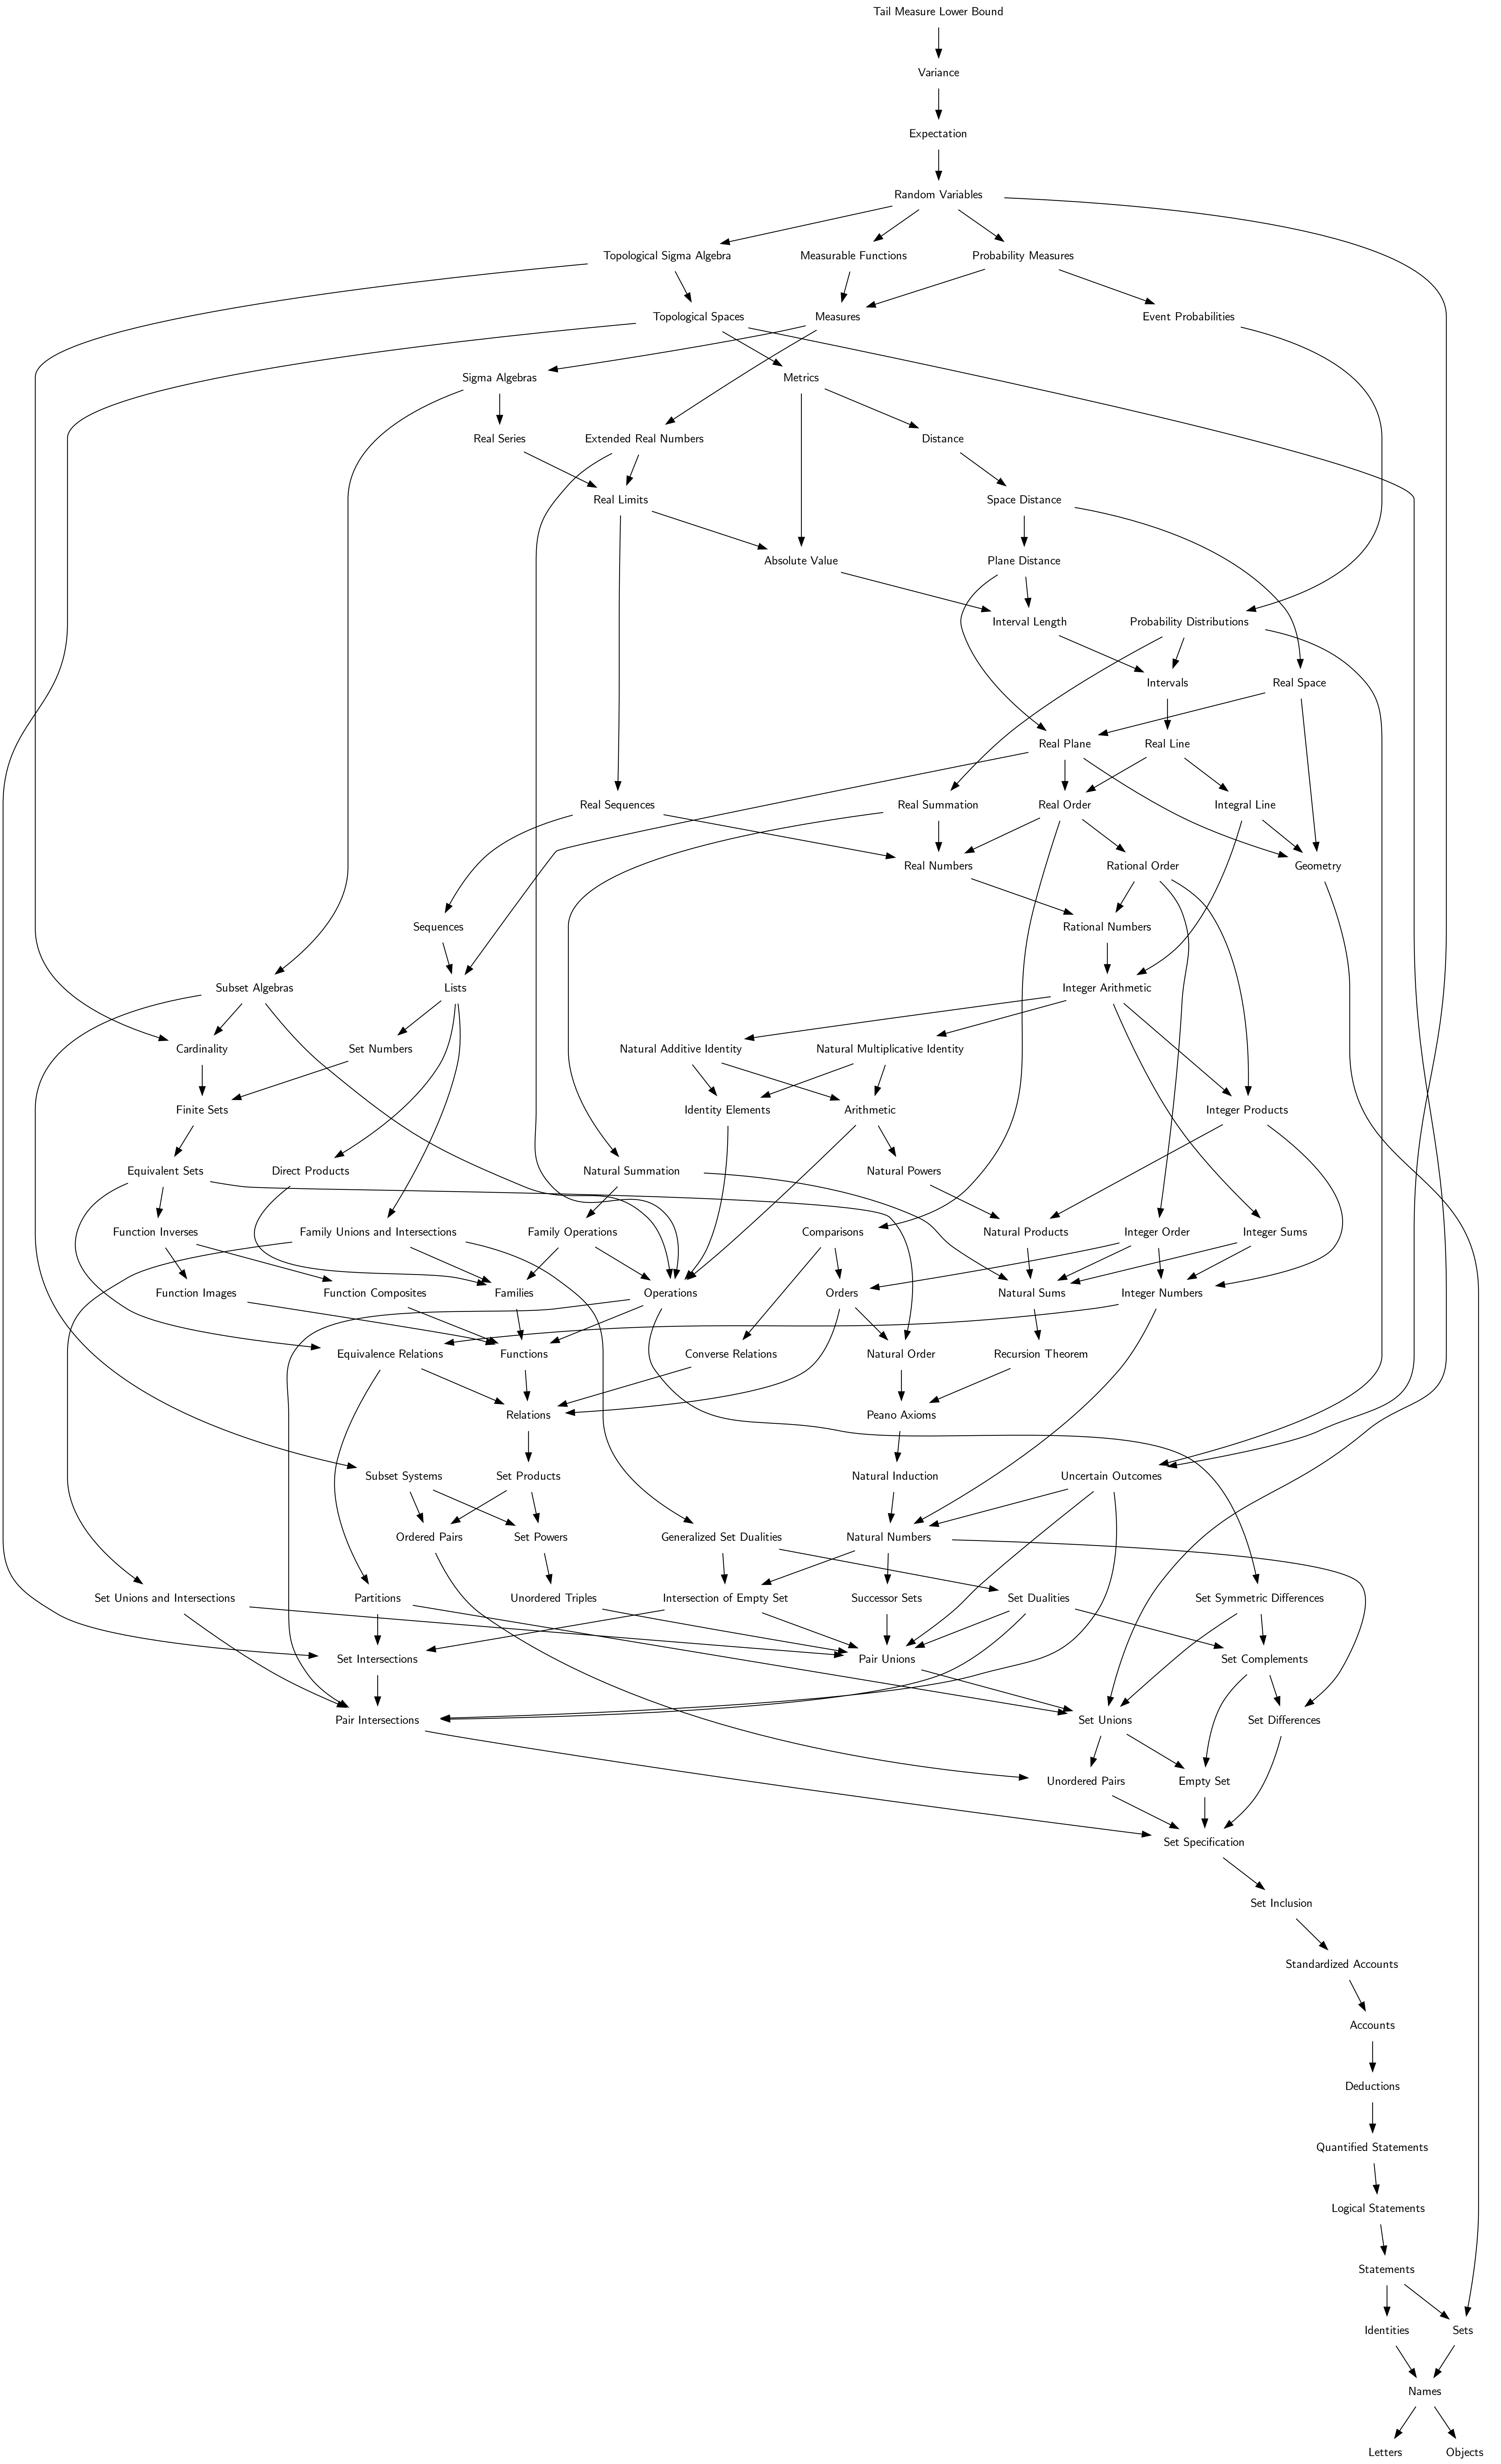 Tail Measure Lower Bound
Variance
Expectation
Random Variables
Topological Sigma Algebra
Measurable Functions
Probability Measures
Topological Spaces
Measures
Event Probabilities
Sigma Algebras
Metrics
Real Series
Extended Real Numbers
Distance
Real Limits
Space Distance
Absolute Value
Plane Distance
Interval Length
Probability Distributions
Intervals
Real Space
Real Plane
Real Line
Real Sequences
Real Summation
Real Order
Integral Line
Real Numbers
Rational Order
Geometry
Sequences
Rational Numbers
Subset Algebras
Lists
Integer Arithmetic
Cardinality
Set Numbers
Natural Additive Identity
Natural Multiplicative Identity
Finite Sets
Identity Elements
Arithmetic
Integer Products
Equivalent Sets
Direct Products
Natural Summation
Natural Powers
Function Inverses
Family Unions and Intersections
Family Operations
Comparisons
Natural Products
Integer Order
Integer Sums
Function Images
Function Composites
Families
Operations
Orders
Natural Sums
Integer Numbers
Equivalence Relations
Functions
Converse Relations
Natural Order
Recursion Theorem
Relations
Peano Axioms
Subset Systems
Set Products
Natural Induction
Uncertain Outcomes
Ordered Pairs
Set Powers
Generalized Set Dualities
Natural Numbers
Set Unions and Intersections
Partitions
Unordered Triples
Intersection of Empty Set
Successor Sets
Set Dualities
Set Symmetric Differences
Set Intersections
Pair Unions
Set Complements
Pair Intersections
Set Unions
Set Differences
Unordered Pairs
Empty Set
Set Specification
Set Inclusion
Standardized Accounts
Accounts
Deductions
Quantified Statements
Logical Statements
Statements
Identities
Sets
Names
Letters
Objects